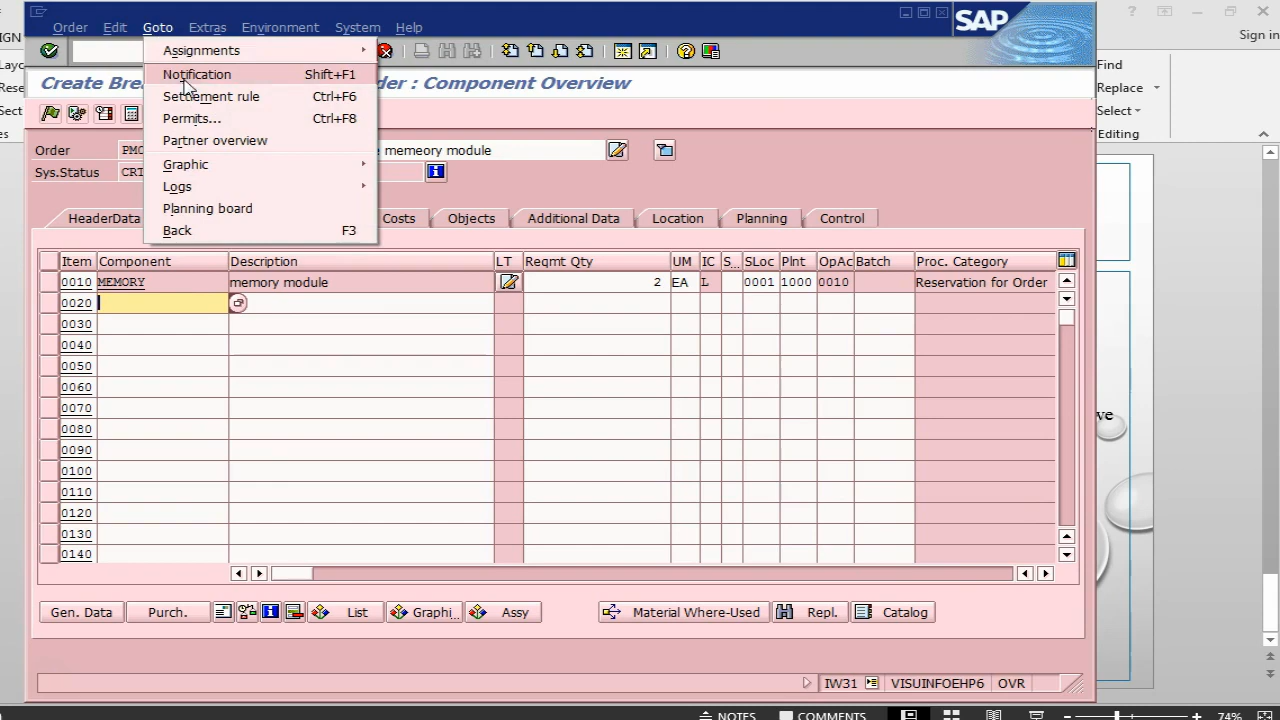 Order Edit Goto Extras Environment System Help
SAP
Sign in
Assignments
Notification Shift+F1
Settlement rule Ctrl+F6
Permits... Ctrl+F8
Partner overview
Graphic
Logs
Planning board
Back F3
Find
Replace
Select
Editing
Create Bre der : Component Overview
Order PMC memeory module
Sys.Status CRT
HeaderData Costs Objects Additional Data Location Planning Control
Item Component Description LT Reqmt Qty UM IC S... SLoc Plnt OpAc Batch Proc. Category
0010 MEMORY memory module 2 EA L 0001 1000 0010 Reservation for Order
0020
0030
0040
0050
0060
0070
0080
0090
0100
0110
0120
0130
0140
ve
Gen. Data Purch. List Graphi... Assy Material Where-Used Repl. Catalog
IW31 VISUINFOEHP6 OVR
NOTES COMMENTS 74%